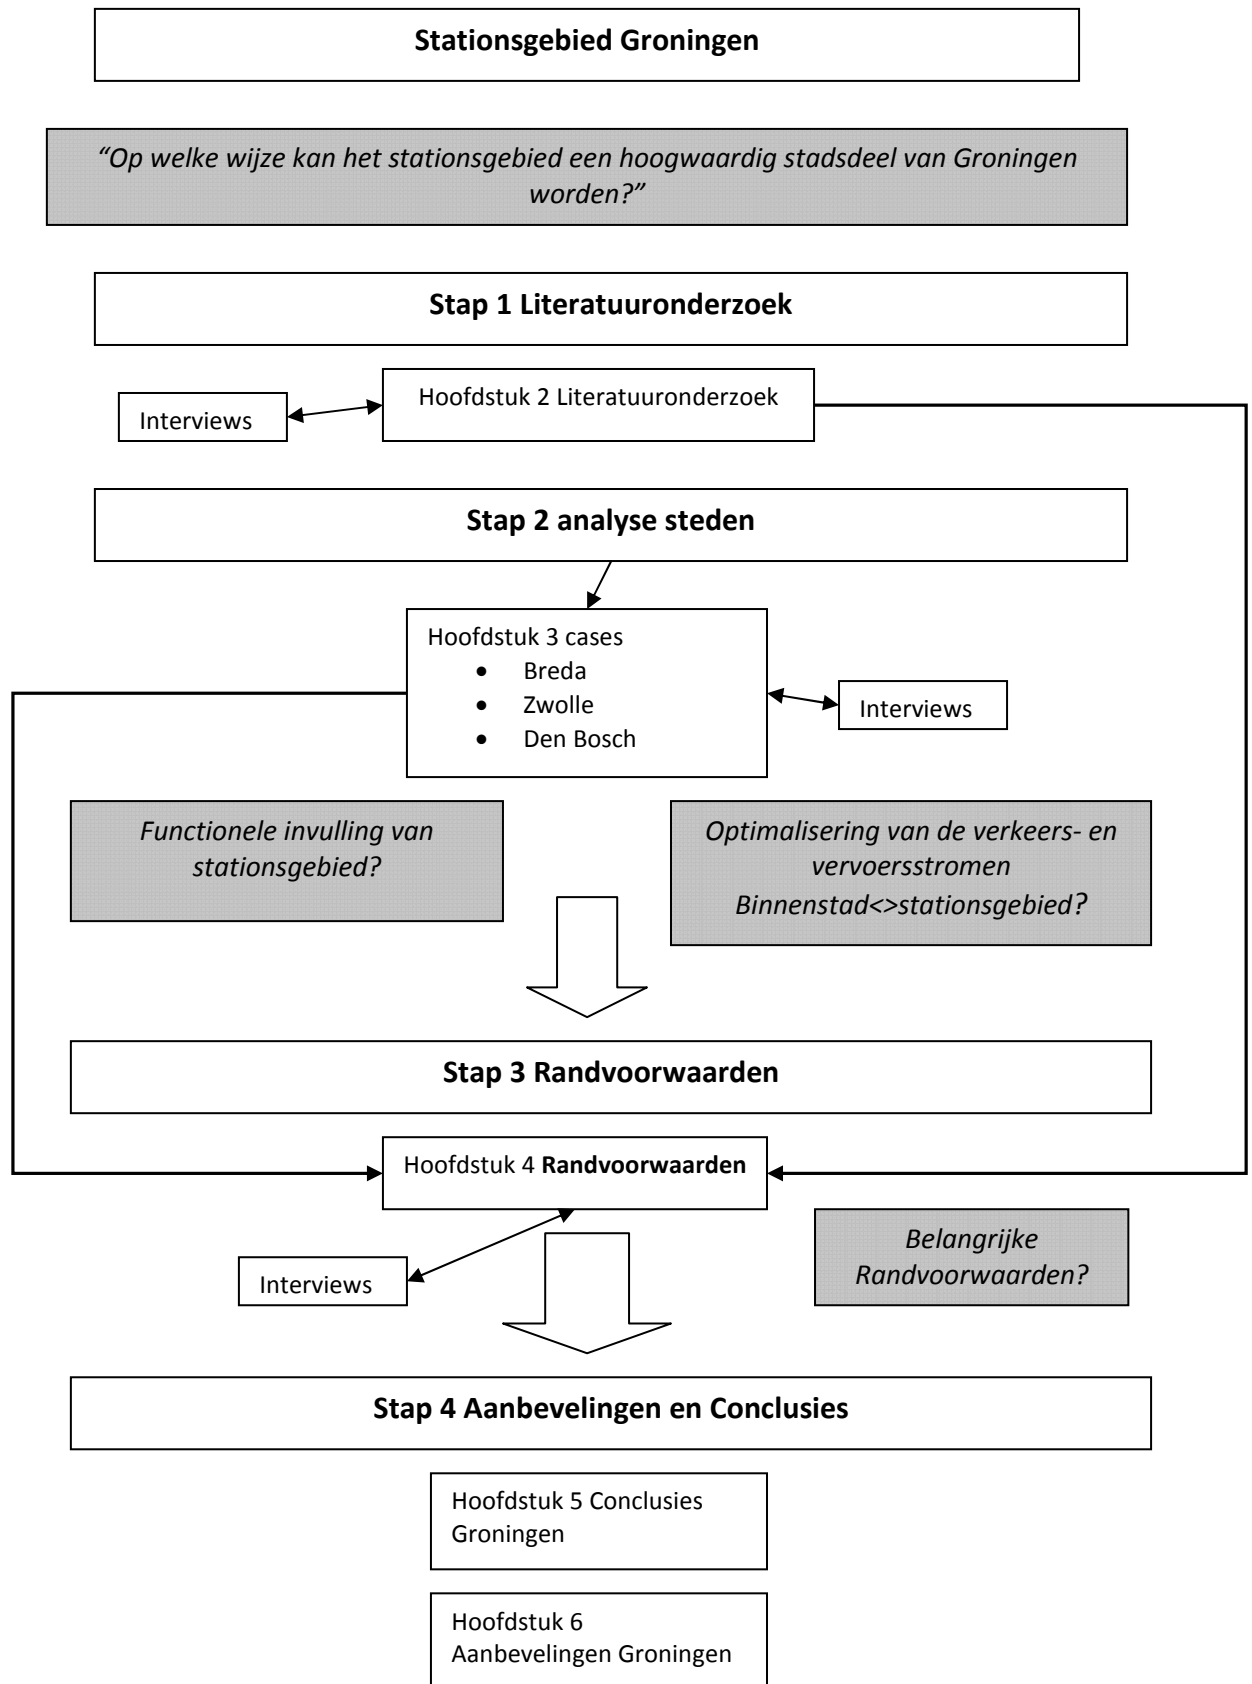 Stationsgebied Groningen
“Op welke wijze kan het stationsgebied een hoogwaardig stadsdeel van Groningen
worden?”
Stap 1 Literatuuronderzoek
Hoofdstuk 2 Literatuuronderzoek
Interviews
Stap 2 analyse steden
Hoofdstuk 3 cases
• Breda
• Zwolle
• Den Bosch
Interviews
Functionele invulling van
stationsgebied?
Optimalisering van de verkeers- en
vervoersstromen
Binnenstad<>stationsgebied?
Stap 3 Randvoorwaarden
Hoofdstuk 4 Randvoorwaarden
Interviews
Belangrijke
Randvoorwaarden?
Stap 4 Aanbevelingen en Conclusies
Hoofdstuk 5 Conclusies
Groningen
Hoofdstuk 6
Aanbevelingen Groningen